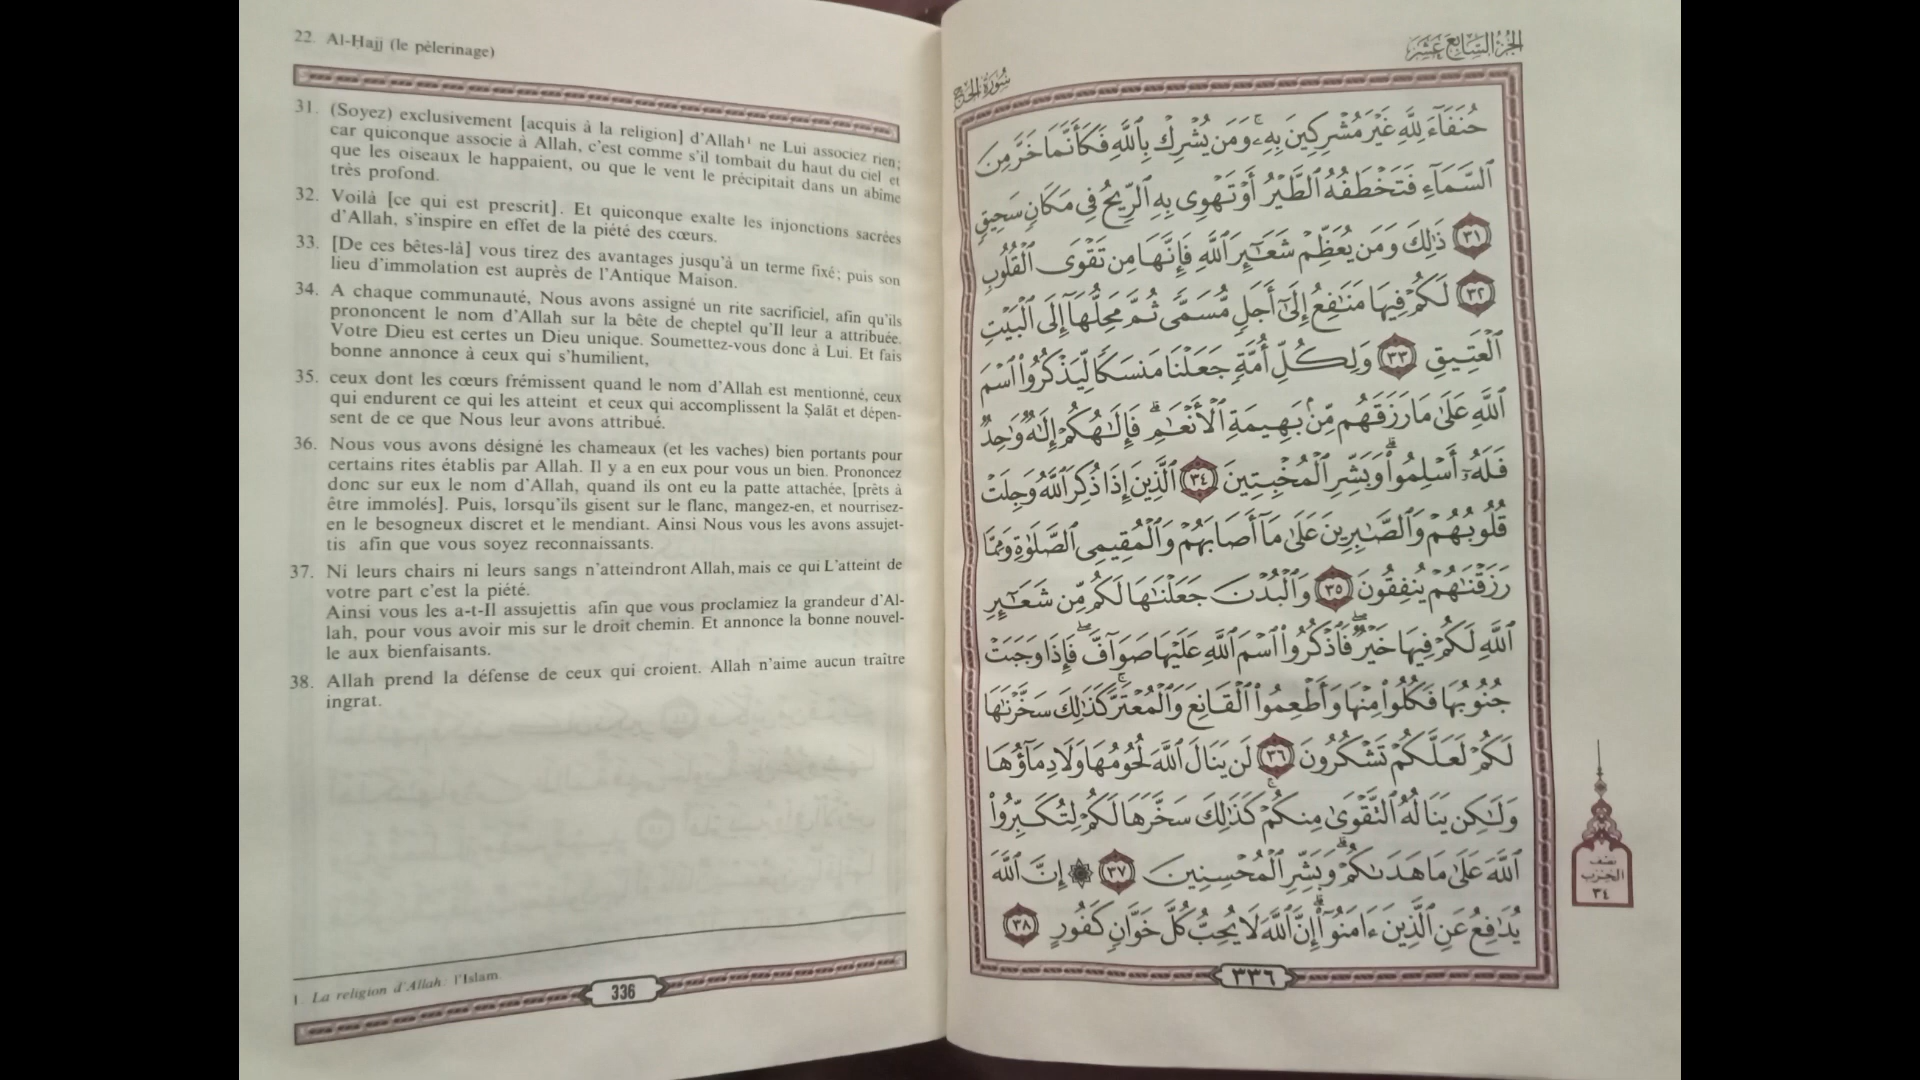 22. Al-Ḥajj (le pèlerinage)
31. (Soyez) exclusivement [acquis à la religion] d'Allah¹ ne Lui associez rien;
car quiconque associe à Allah, c'est comme s'il tombait du haut du ciel et
que les oiseaux le happaient, ou que le vent le précipitait dans un abîme
très profond.
32. Voilà [ce qui est prescrit]. Et quiconque exalte les injonctions sacrées
d'Allah, s'inspire en effet de la piété des cœurs.
33. [De ces bêtes-là] vous tirez des avantages jusqu'à un terme fixé; puis son
lieu d'immolation est auprès de l'Antique Maison.
34. A chaque communauté, Nous avons assigné un rite sacrificiel, afin qu'ils
prononcent le nom d'Allah sur la bête de cheptel qu'Il leur a attribuée.
Votre Dieu est certes un Dieu unique. Soumettez-vous donc à Lui. Et fais
bonne annonce à ceux qui s'humilient,
35. ceux dont les cœurs frémissent quand le nom d'Allah est mentionné, ceux
qui endurent ce qui les atteint et ceux qui accomplissent la Ṣalāt et dépen-
sent de ce que Nous leur avons attribué.
36. Nous vous avons désigné les chameaux (et les vaches) bien portants pour
certains rites établis par Allah. Il y a en eux pour vous un bien. Prononcez
donc sur eux le nom d'Allah, quand ils ont eu la patte attachée, [prêts à
être immolés]. Puis, lorsqu'ils gisent sur le flanc, mangez-en, et nourrisez-
en le besogneux discret et le mendiant. Ainsi Nous vous les avons assujet-
tis afin que vous soyez reconnaissants.
37. Ni leurs chairs ni leurs sangs n'atteindront Allah, mais ce qui L'atteint de
votre part c'est la piété.
Ainsi vous les a-t-Il assujettis afin que vous proclamiez la grandeur d'Al-
lah, pour vous avoir mis sur le droit chemin. Et annonce la bonne nouvel-
le aux bienfaisants.
38. Allah prend la défense de ceux qui croient. Allah n'aime aucun traître
ingrat.
1. La religion d'Allah: l'Islam.
336
الجزء السابع عشر
سورة الحج
حُنَفَآءَ لِلَّهِ غَيْرَ مُشْرِكِينَ بِهِۦۚ وَمَن يُشْرِكْ بِٱللَّهِ فَكَأَنَّمَا خَرَّ مِنَ
ٱلسَّمَآءِ فَتَخْطَفُهُ ٱلطَّيْرُ أَوْ تَهْوِى بِهِ ٱلرِّيحُ فِى مَكَانٍ سَحِيقٍ
٣١ ذَٰلِكَ وَمَن يُعَظِّمْ شَعَٰٓئِرَ ٱللَّهِ فَإِنَّهَا مِن تَقْوَى ٱلْقُلُوبِ
٣٢ لَكُمْ فِيهَا مَنَٰفِعُ إِلَىٰٓ أَجَلٍ مُّسَمًّى ثُمَّ مَحِلُّهَآ إِلَى ٱلْبَيْتِ
ٱلْعَتِيقِ ٣٣ وَلِكُلِّ أُمَّةٍ جَعَلْنَا مَنسَكًا لِّيَذْكُرُوا۟ ٱسْمَ
ٱللَّهِ عَلَىٰ مَا رَزَقَهُم مِّنۢ بَهِيمَةِ ٱلْأَنْعَٰمِۗ فَإِلَٰهُكُمْ إِلَٰهٌ وَٰحِدٌ
فَلَهُۥٓ أَسْلِمُوا۟ۗ وَبَشِّرِ ٱلْمُخْبِتِينَ ٣٤ ٱلَّذِينَ إِذَا ذُكِرَ ٱللَّهُ وَجِلَتْ
قُلُوبُهُمْ وَٱلصَّٰبِرِينَ عَلَىٰ مَآ أَصَابَهُمْ وَٱلْمُقِيمِى ٱلصَّلَوٰةِ وَمِمَّا
رَزَقْنَٰهُمْ يُنفِقُونَ ٣٥ وَٱلْبُدْنَ جَعَلْنَٰهَا لَكُم مِّن شَعَٰٓئِرِ
ٱللَّهِ لَكُمْ فِيهَا خَيْرٌۖ فَٱذْكُرُوا۟ ٱسْمَ ٱللَّهِ عَلَيْهَا صَوَآفَّۖ فَإِذَا وَجَبَتْ
جُنُوبُهَا فَكُلُوا۟ مِنْهَا وَأَطْعِمُوا۟ ٱلْقَانِعَ وَٱلْمُعْتَرَّۚ كَذَٰلِكَ سَخَّرْنَٰهَا
لَكُمْ لَعَلَّكُمْ تَشْكُرُونَ ٣٦ لَن يَنَالَ ٱللَّهَ لُحُومُهَا وَلَا دِمَآؤُهَا
وَلَٰكِن يَنَالُهُ ٱلتَّقْوَىٰ مِنكُمْۚ كَذَٰلِكَ سَخَّرَهَا لَكُمْ لِتُكَبِّرُوا۟
ٱللَّهَ عَلَىٰ مَا هَدَىٰكُمْۗ وَبَشِّرِ ٱلْمُحْسِنِينَ ٣٧ ۞ إِنَّ ٱللَّهَ
يُدَٰفِعُ عَنِ ٱلَّذِينَ ءَامَنُوٓا۟ۗ إِنَّ ٱللَّهَ لَا يُحِبُّ كُلَّ خَوَّانٍ كَفُورٍ ٣٨
٣٣٦
نصف
الحزب
٣٤